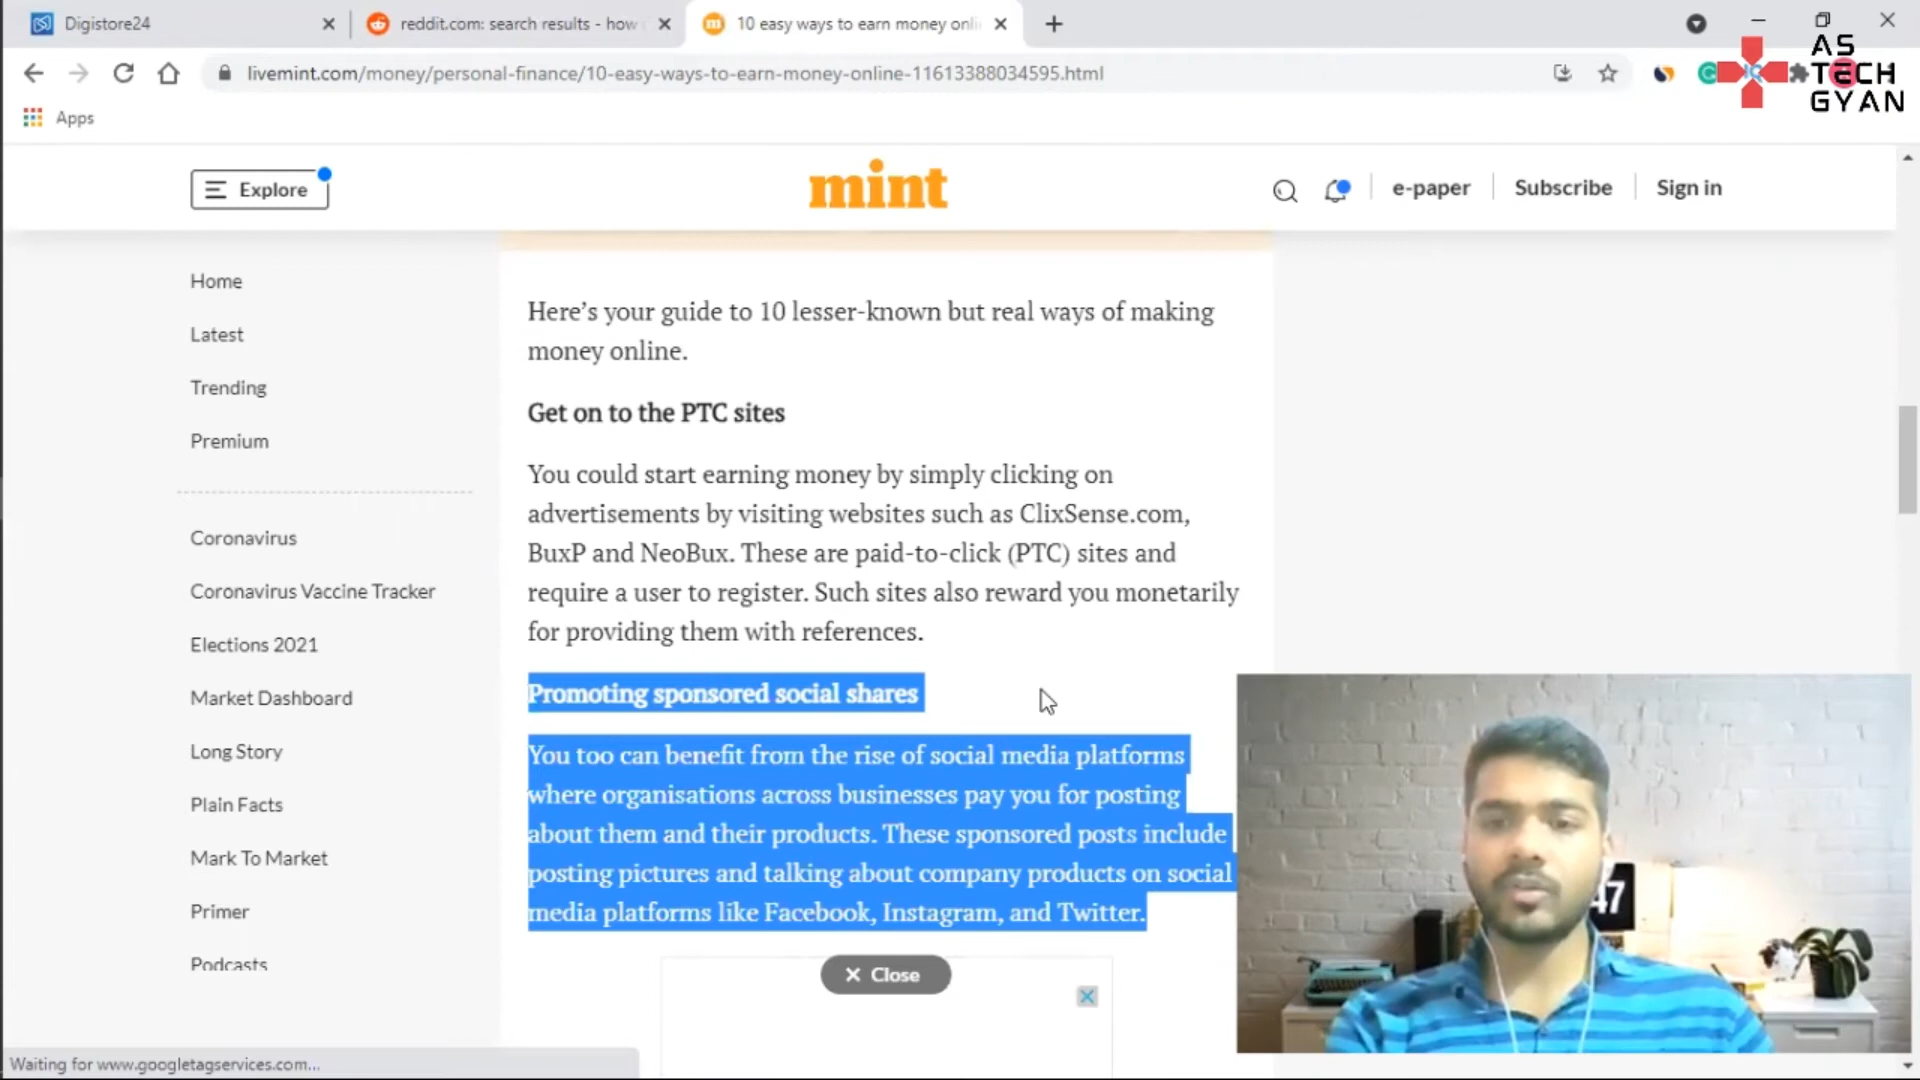 Digistore24
reddit.com: search results - how
10 easy ways to earn money onli
livemint.com/money/personal-finance/10-easy-ways-to-earn-money-online-11613388034595.html
AS
TECH
GYAN
Apps
Explore
mint
e-paper
Subscribe
Sign in
Home
Latest
Trending
Premium
Coronavirus
Coronavirus Vaccine Tracker
Elections 2021
Market Dashboard
Long Story
Plain Facts
Mark To Market
Primer
Podcasts
Here's your guide to 10 lesser-known but real ways of making
money online.
Get on to the PTC sites
You could start earning money by simply clicking on
advertisements by visiting websites such as ClixSense.com,
BuxP and NeoBux. These are paid-to-click (PTC) sites and
require a user to register. Such sites also reward you monetarily
for providing them with references.
Promoting sponsored social shares
You too can benefit from the rise of social media platforms
where organisations across businesses pay you for posting
about them and their products. These sponsored posts include
posting pictures and talking about company products on social
media platforms like Facebook, Instagram, and Twitter.
Close
47
Waiting for www.googletagservices.com...